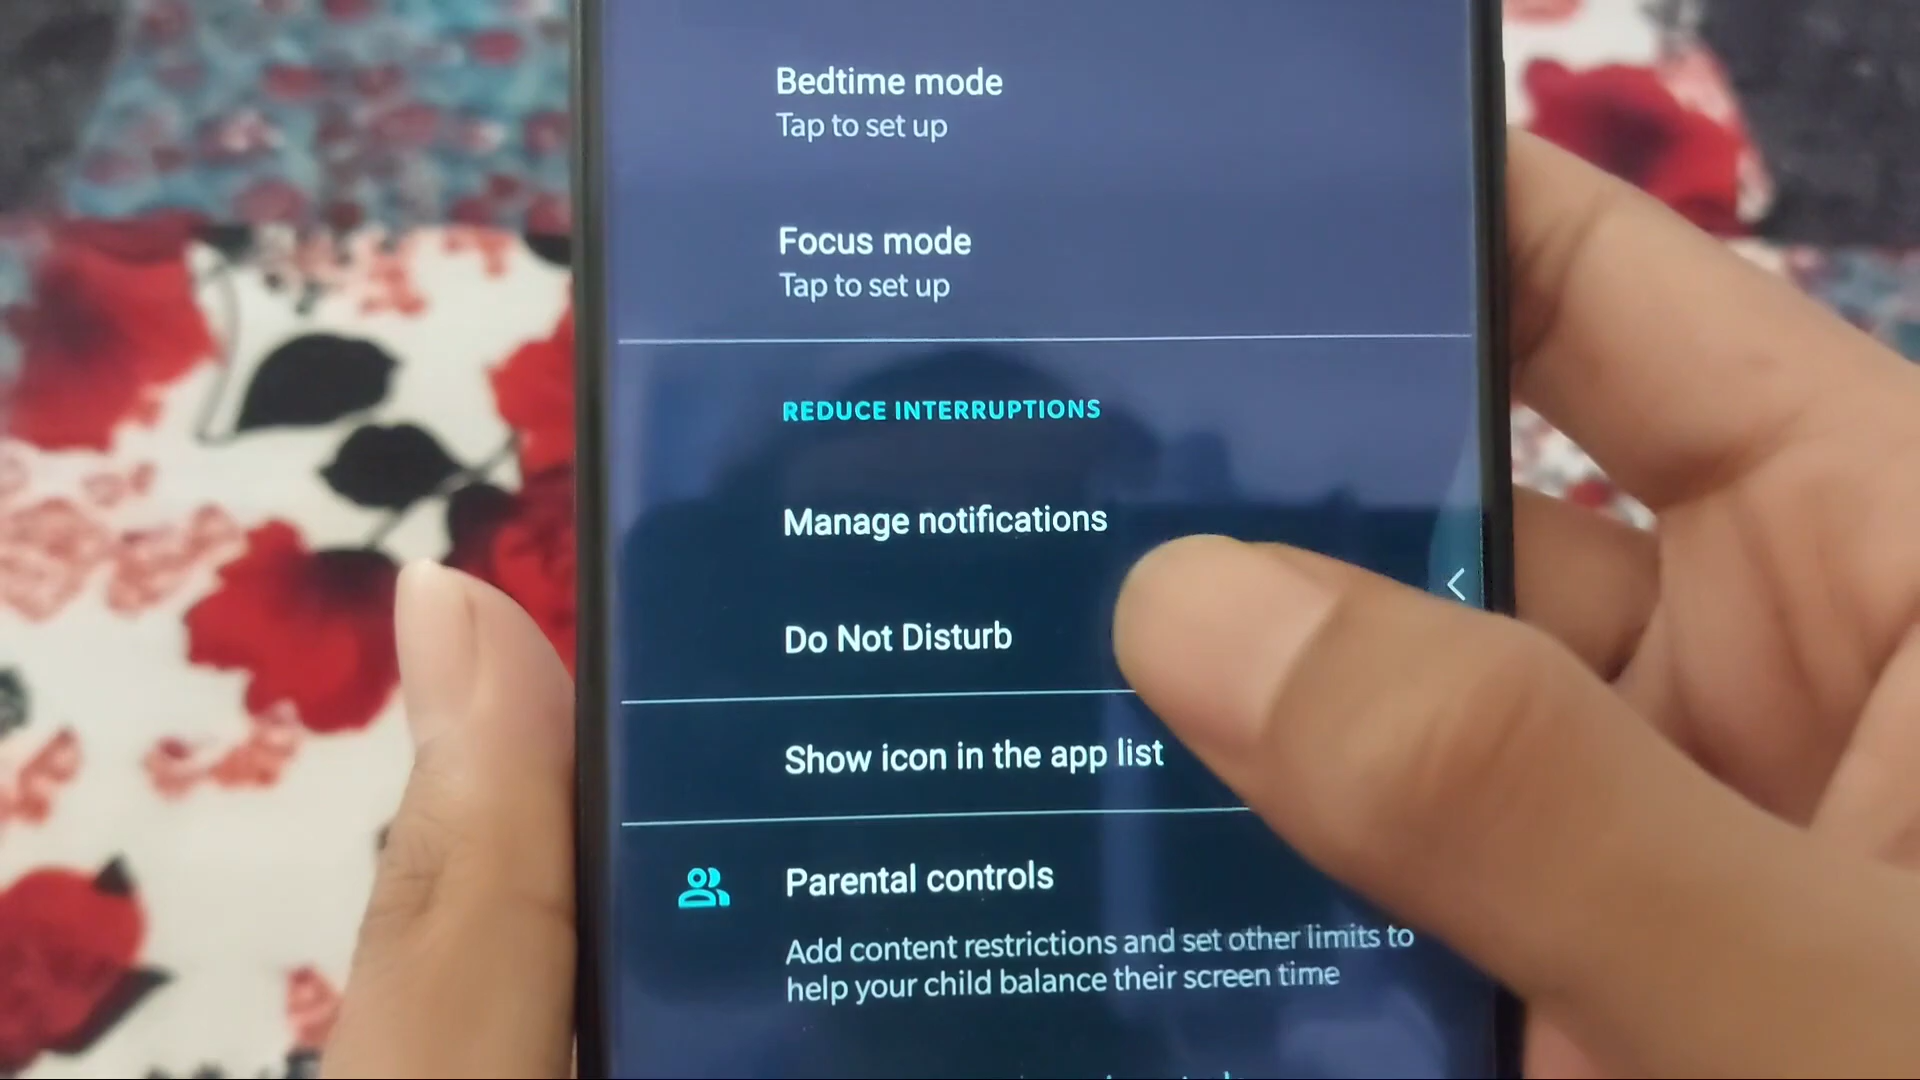 Bedtime mode
Tap to set up
Focus mode
Tap to set up
REDUCE INTERRUPTIONS
Manage notifications
Do Not Disturb
Show icon in the app list
Parental controls
Add content restrictions and set other limits to
help your child balance their screen time